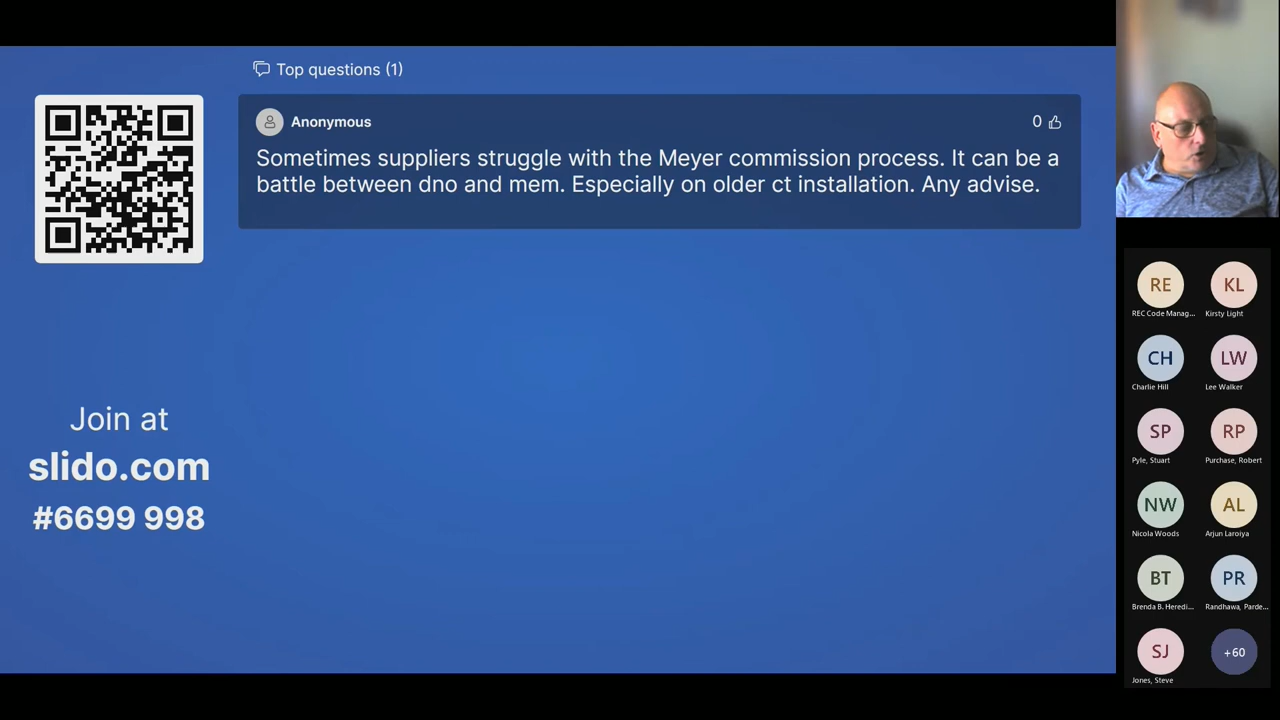 Top questions (1)
Anonymous
0
Sometimes suppliers struggle with the Meyer commission process. It can be a
battle between dno and mem. Especially on older ct installation. Any advise.
Join at
slido.com
#6699 998
RE
REC Code Manag...
KL
Kirsty Light
CH
Charlie Hill
LW
Lee Walker
SP
Pyle, Stuart
RP
Purchase, Robert
NW
Nicola Woods
AL
Arjun Laroiya
BT
Brenda B. Heredi...
PR
Randhawa, Parde...
SJ
Jones, Steve
+60